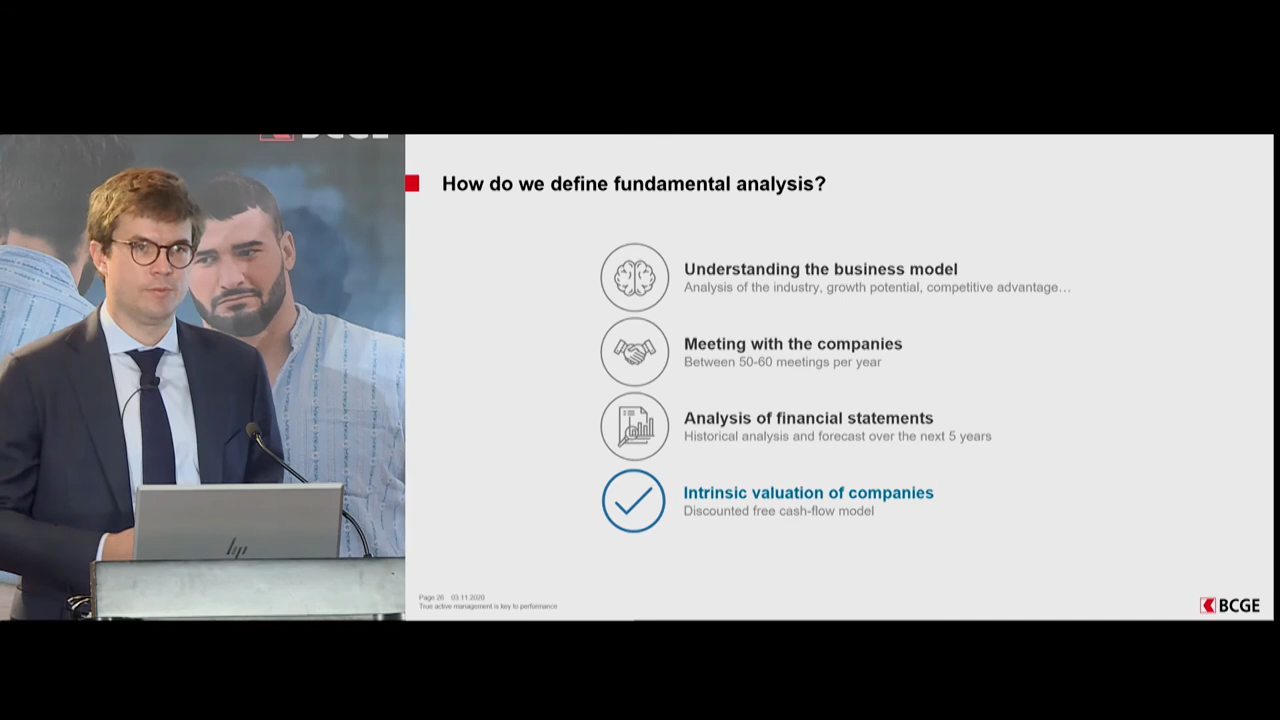 BCGE
How do we define fundamental analysis?
Understanding the business model
Analysis of the industry, growth potential, competitive advantage…
Meeting with the companies
Between 50-60 meetings per year
Analysis of financial statements
Historical analysis and forecast over the next 5 years
Intrinsic valuation of companies
Discounted free cash-flow model
hp
Page 26 03.11.2020
True active management is key to performance
BCGE